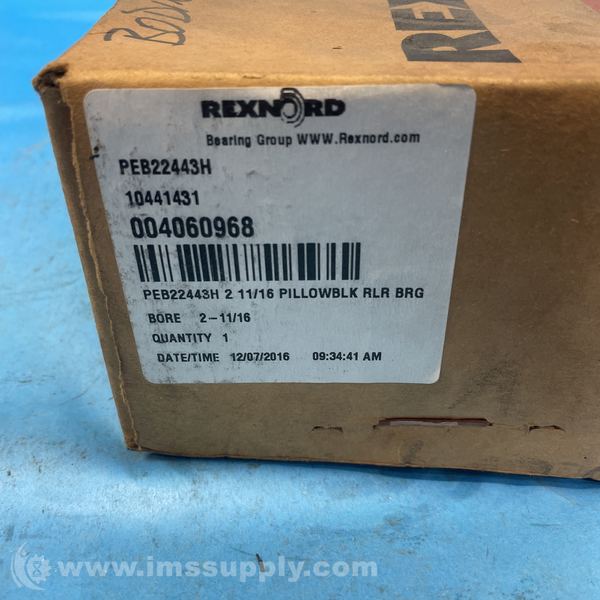 REXNORD
REXNORD
Bearing Group WWW.Rexnord.com
PEB22443H
10441431
004060968
PEB22443H 2 11/16 PILLOWBLK RLR BRG
BORE 2-11/16
QUANTITY 1
DATE/TIME 12/07/2016 09:34:41 AM
www.imssupply.com